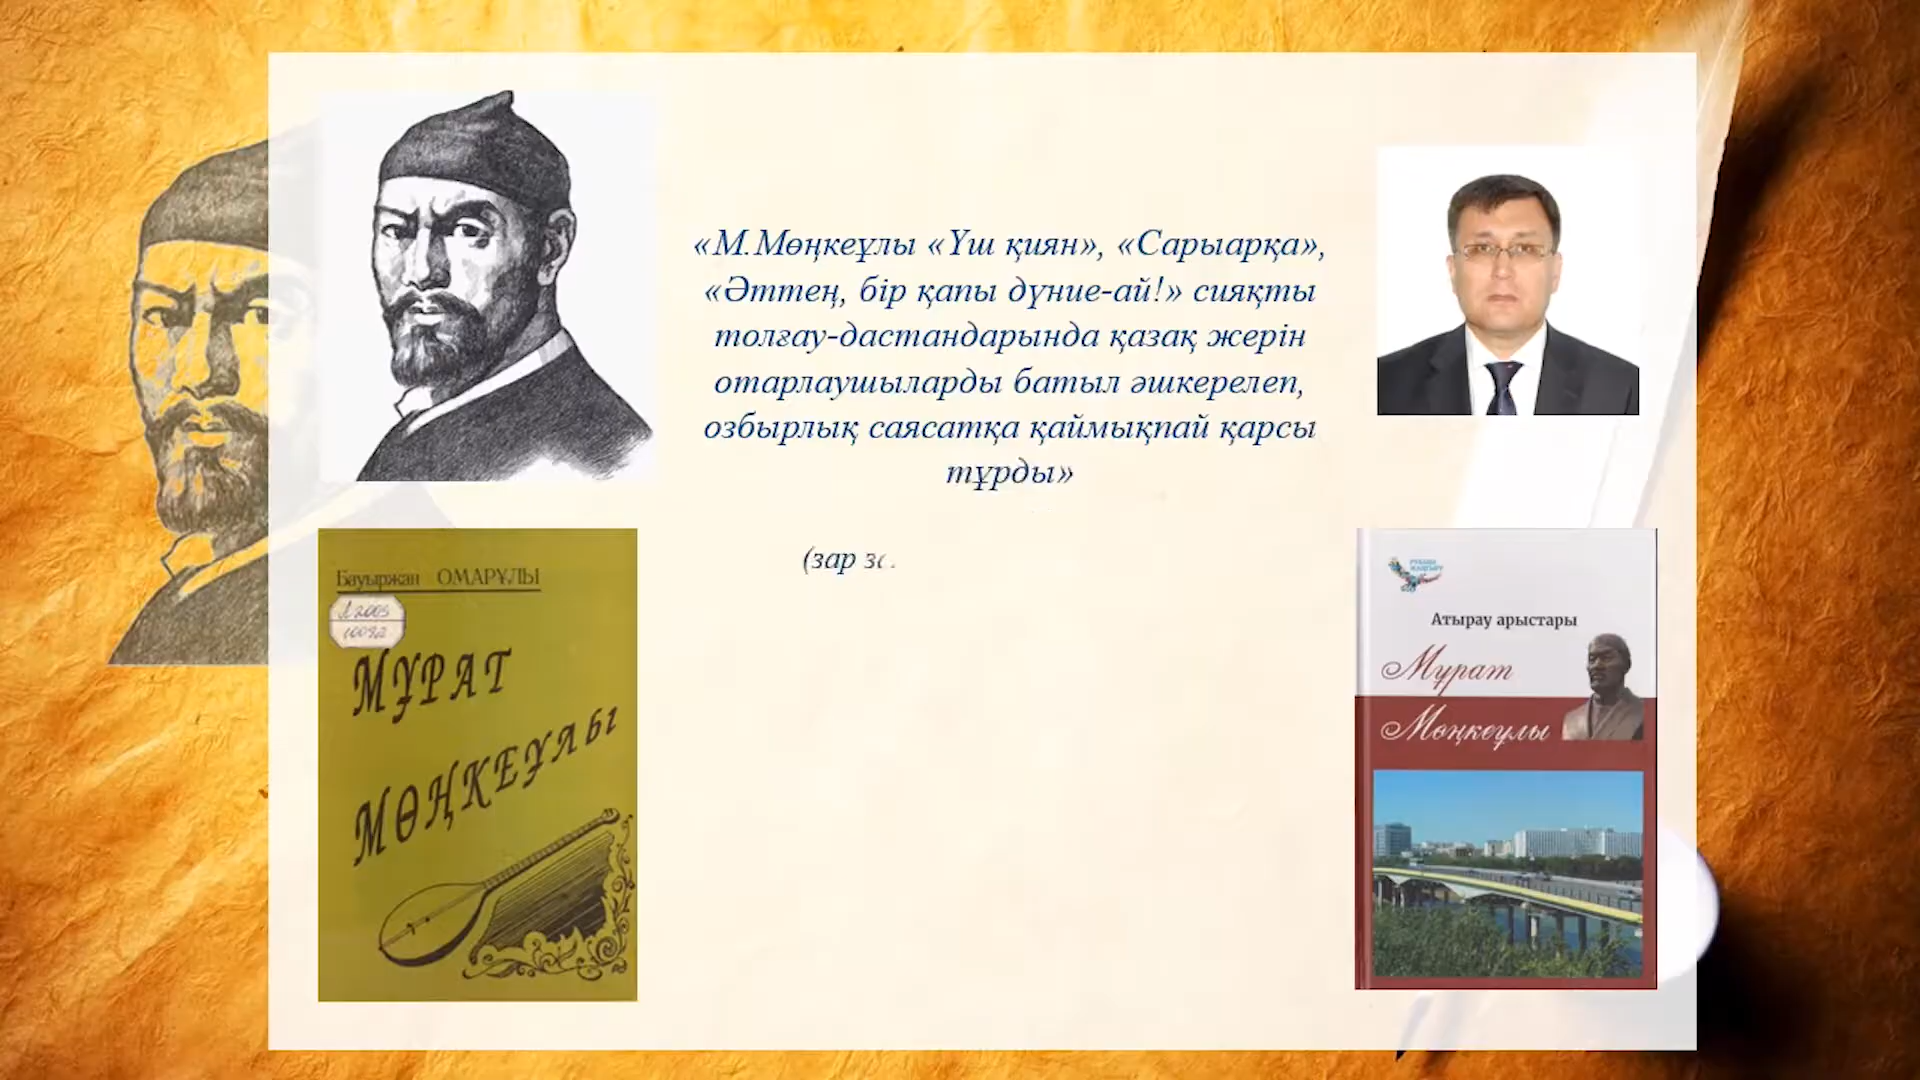 «М.Мөңкеұлы «Үш қиян», «Сарыарқа»,
«Әттең, бір қапы дүние-ай!» сияқты
толғау-дастандарында қазақ жерін
отарлаушыларды батыл әшкерелеп,
озбырлық саясатқа қаймықпай қарсы
тұрды»
(зар
Бауыржан ОМАРҰЛЫ
МҰРАТ
МӨҢКЕҰЛЫ
Атырау арыстары
Мұрат
Мөңкеұлы